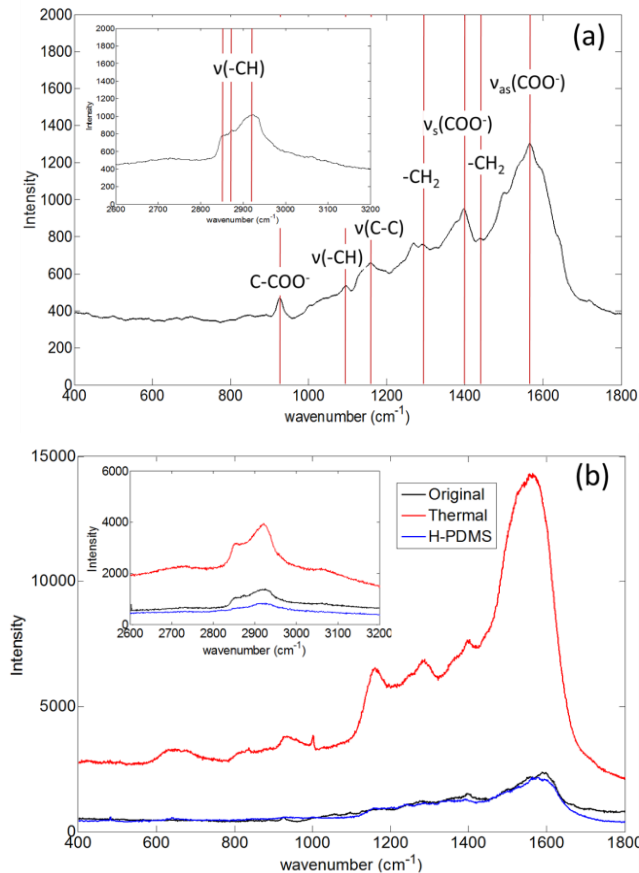 (a)
2000
1800
1600
1400
1200
1000
800
600
400
200
0
Intensity
400 600 800 1000 1200 1400 1600 1800
wavenumber (cm-1)
2000
1800
1600
1400
1200
1000
800
600
400
200
0
Intensity
2600 2700 2800 2900 3000 3100 3200
wavenumber (cm-1)
ν(-CH)
νas(COO-)
νs(COO-)
-CH2
-CH2
ν(C-C)
ν(-CH)
C-COO-
(b)
15000
10000
5000
0
Intensity
400 600 800 1000 1200 1400 1600 1800
wavenumber (cm-1)
6000
4000
2000
0
Intensity
2600 2700 2800 2900 3000 3100 3200
wavenumber (cm-1)
Original
Thermal
H-PDMS